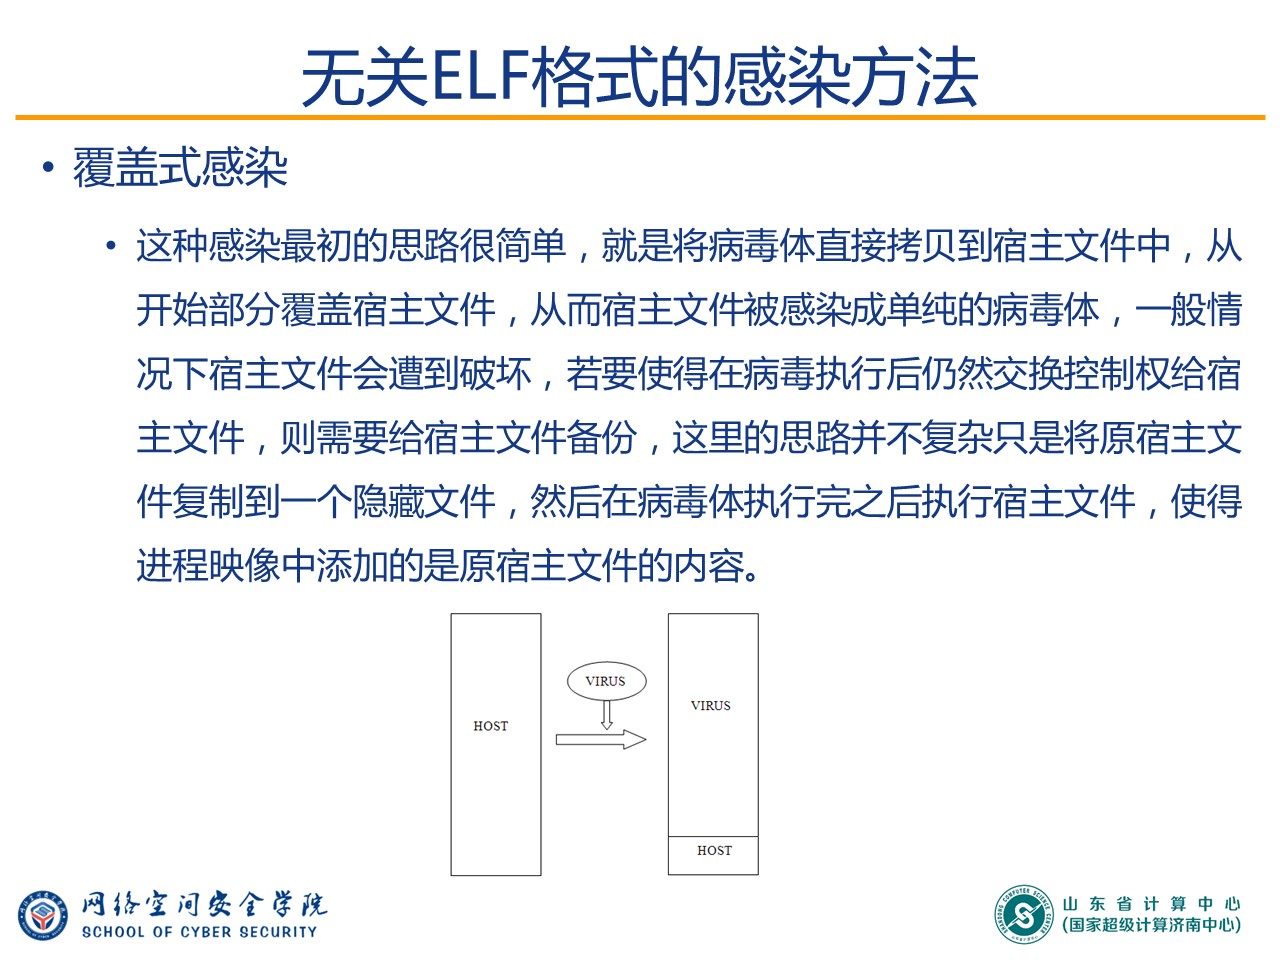 无关ELF格式的感染方法
• 覆盖式感染
• 这种感染最初的思路很简单，就是将病毒体直接拷贝到宿主文件中，从
开始部分覆盖宿主文件，从而宿主文件被感染成单纯的病毒体，一般情
况下宿主文件会遭到破坏，若要使得在病毒执行后仍然交换控制权给宿
主文件，则需要给宿主文件备份，这里的思路并不复杂只是将原宿主文
件复制到一个隐藏文件，然后在病毒体执行完之后执行宿主文件，使得
进程映像中添加的是原宿主文件的内容。
HOST
VIRUS
VIRUS
HOST
网络空间安全学院
SCHOOL OF CYBER SECURITY
山东省计算中心
(国家超级计算济南中心)